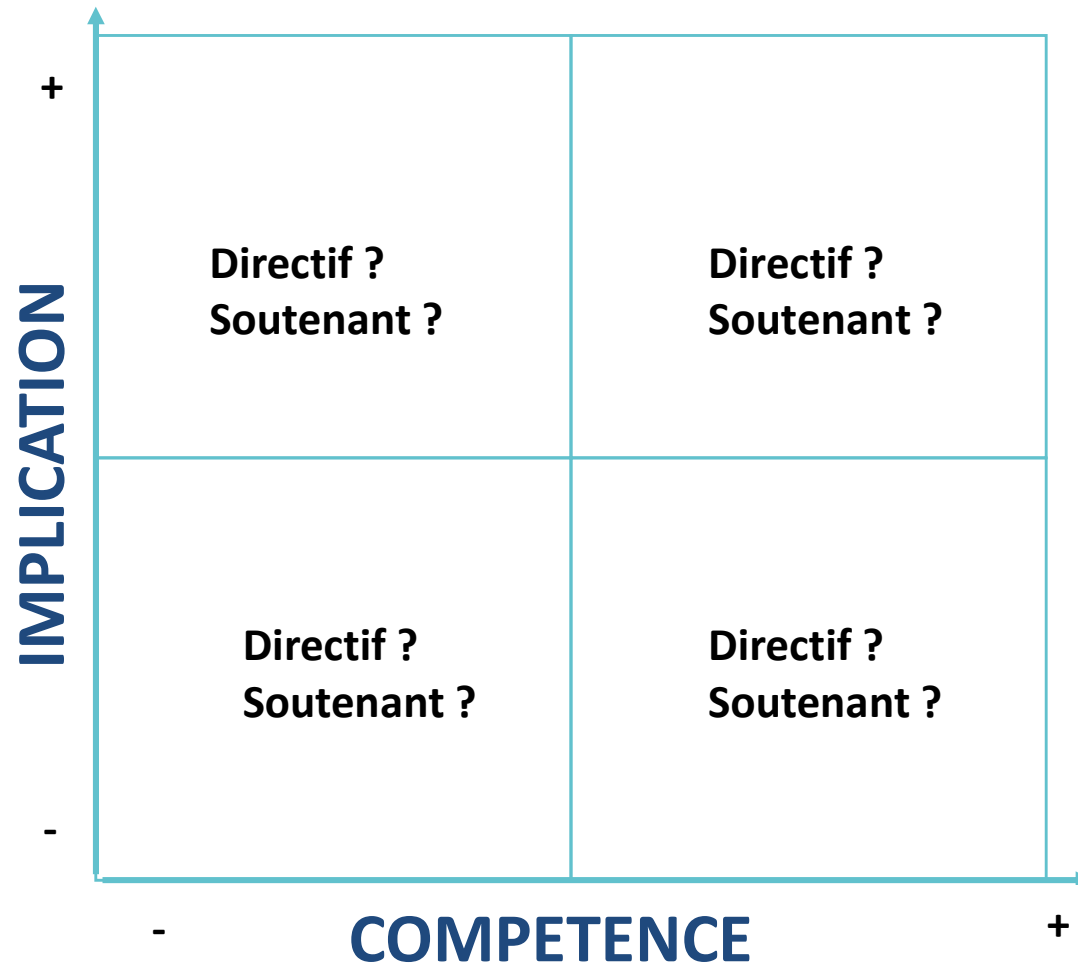 +
Directif ?
Soutenant ?
Directif ?
Soutenant ?
IMPLICATION
Directif ?
Soutenant ?
Directif ?
Soutenant ?
-
-
COMPETENCE
+